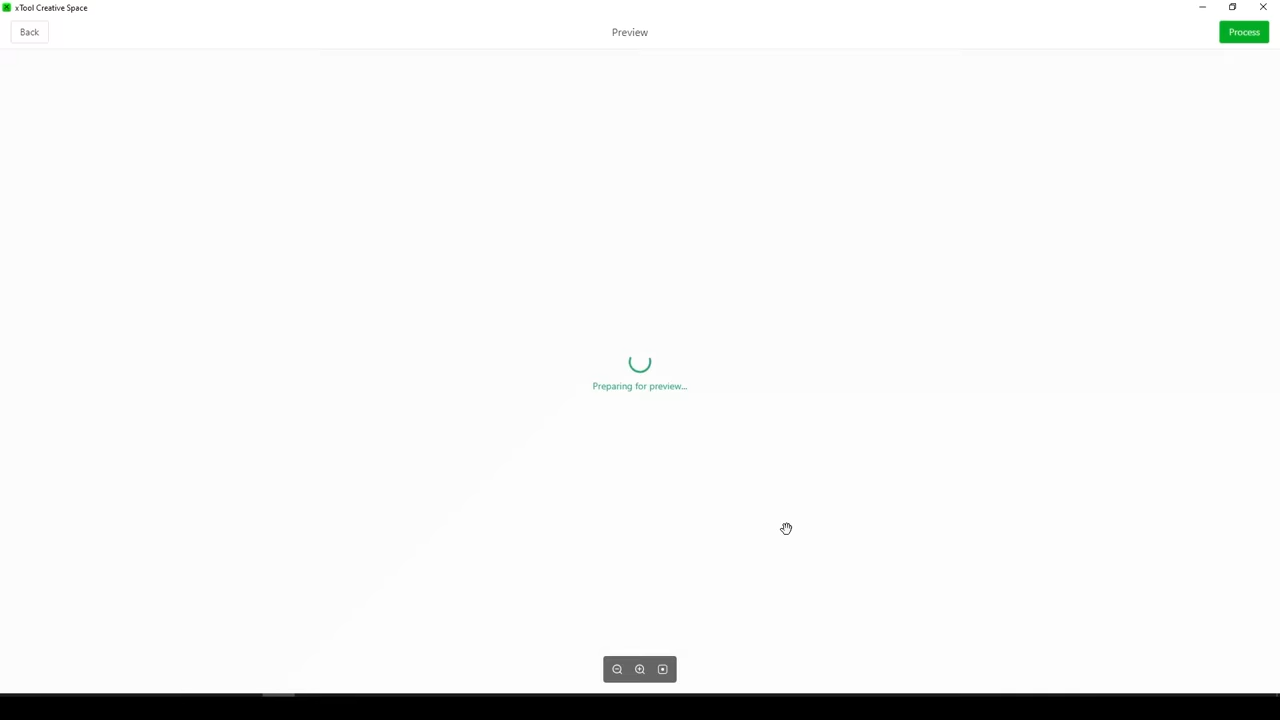 xTool Creative Space
Back
Preview
Process
Preparing for preview...